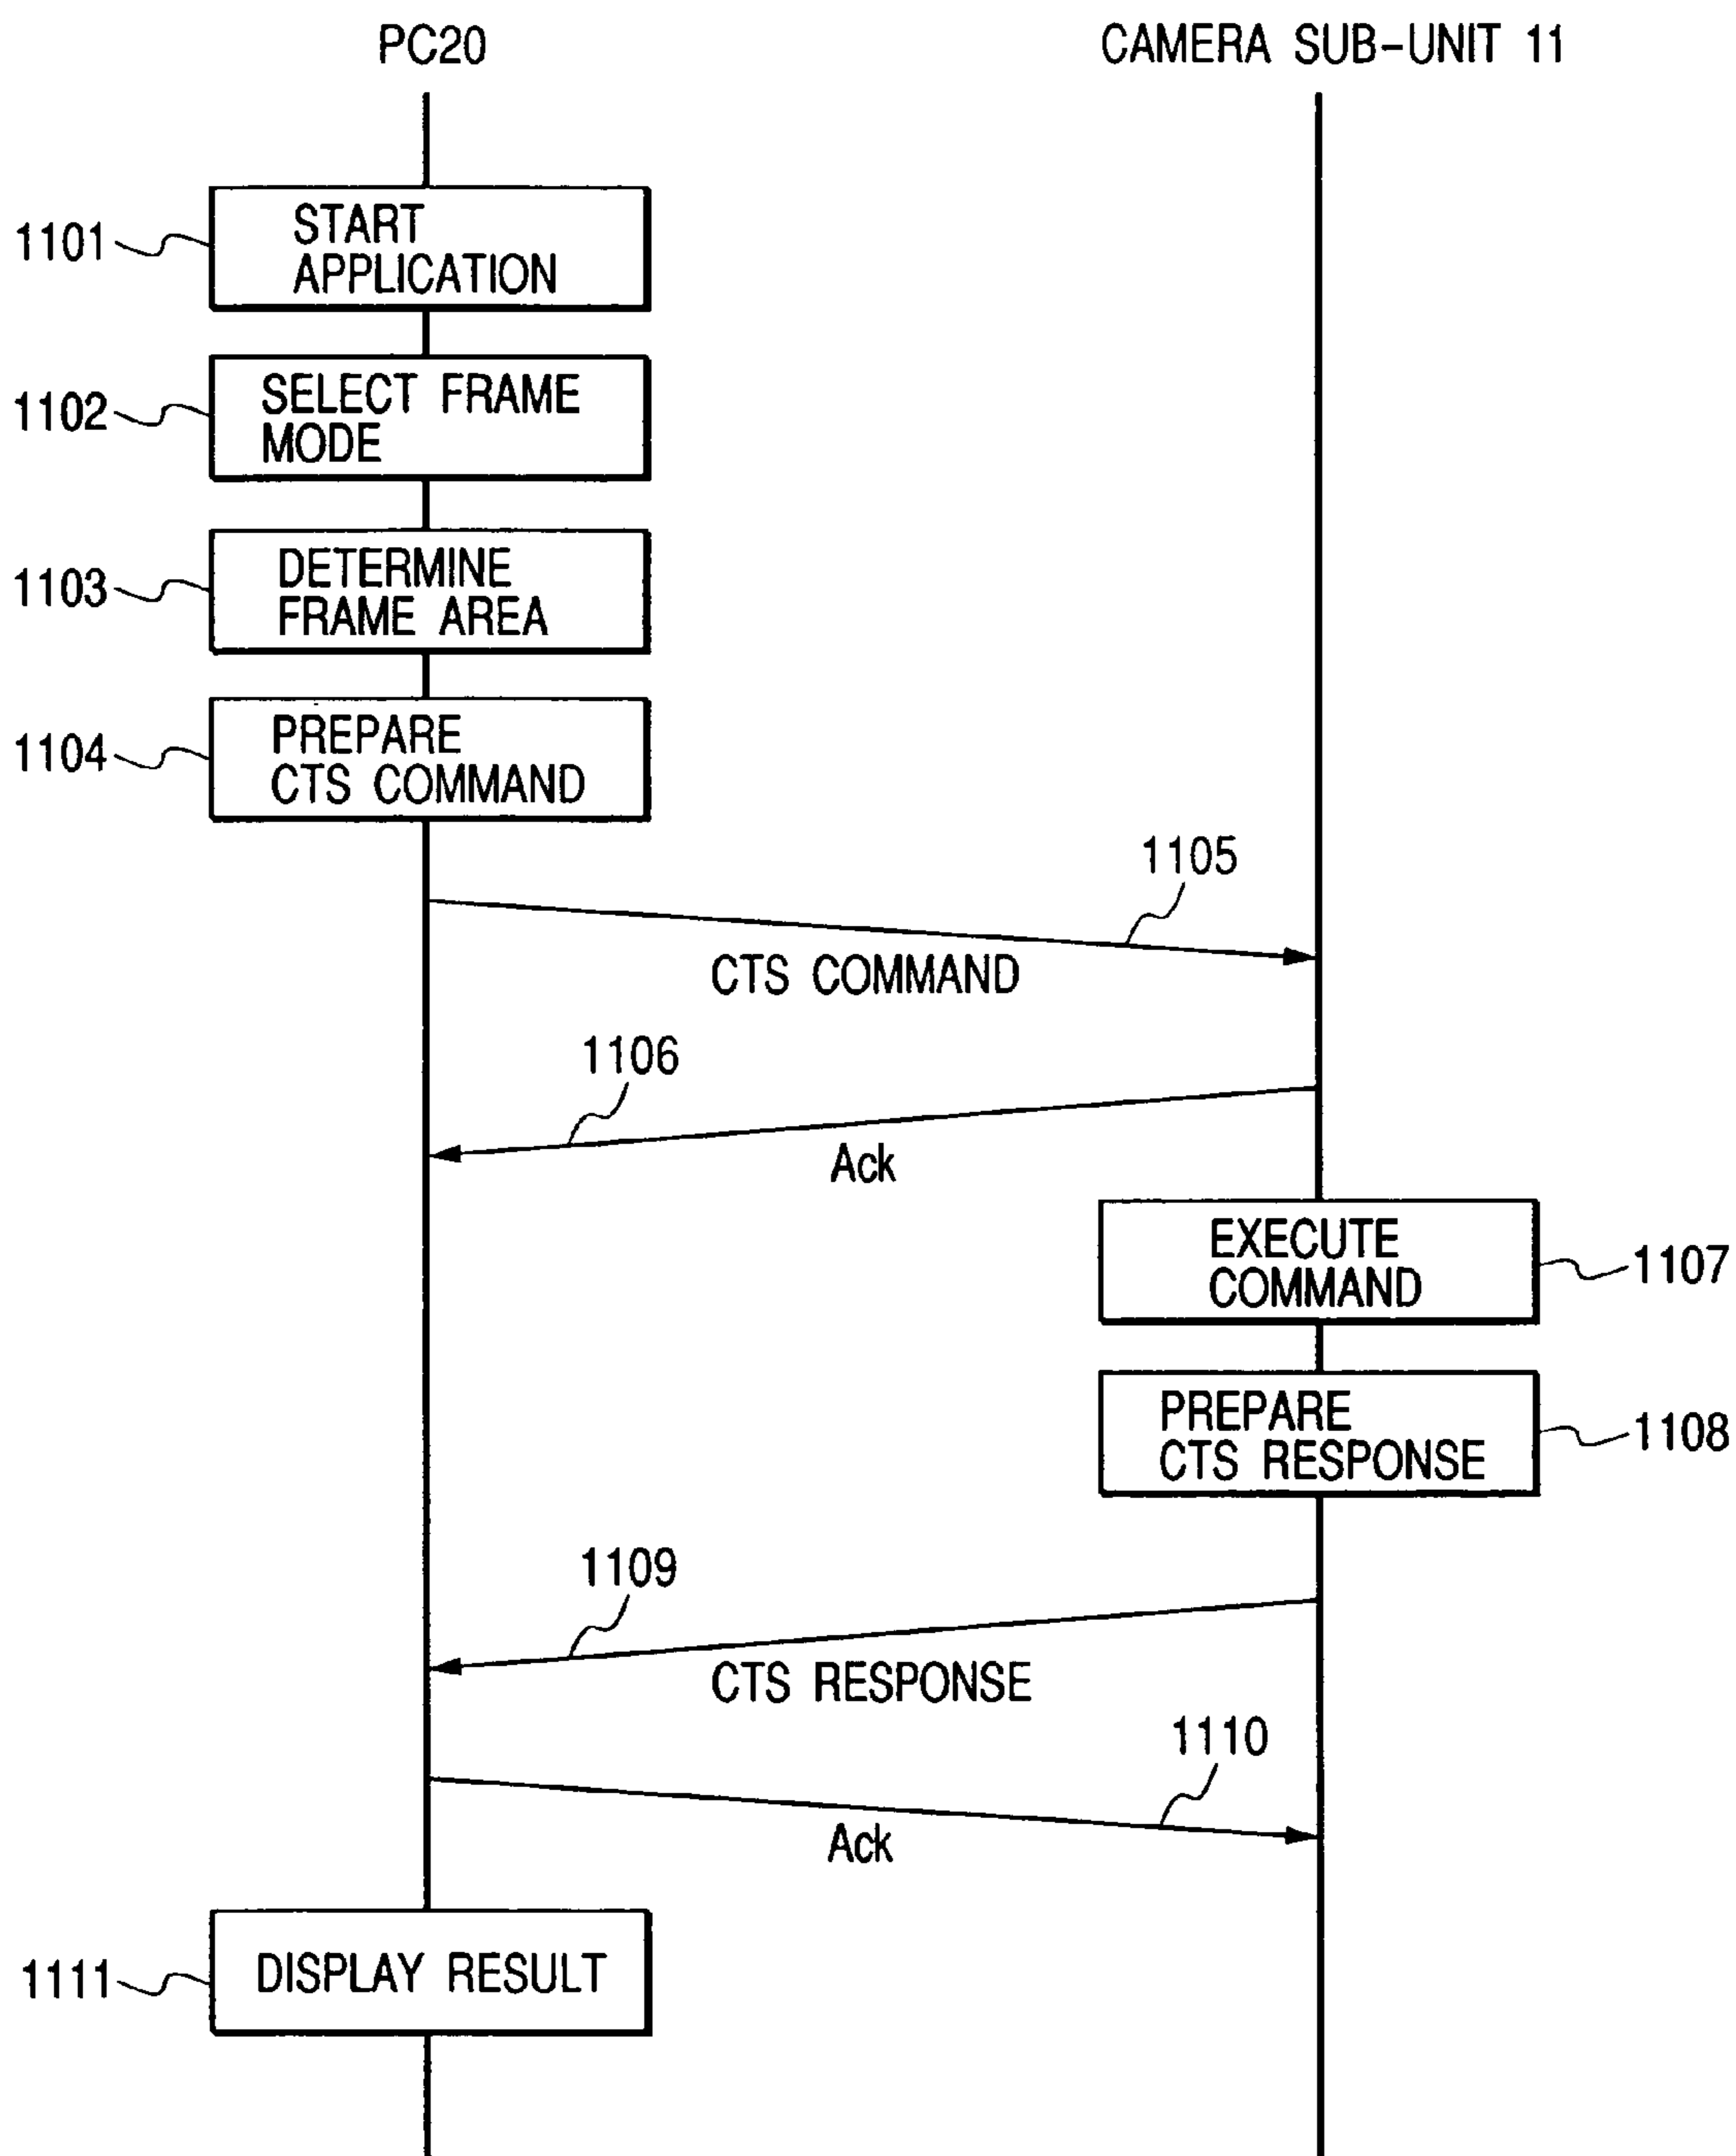 PC20
CAMERA SUB-UNIT 11
1101
START
APPLICATION
1102
SELECT FRAME
MODE
1103
DETERMINE
FRAME AREA
1104
PREPARE
CTS COMMAND
1105
CTS COMMAND
1106
Ack
EXECUTE
COMMAND
1107
PREPARE
CTS RESPONSE
1108
1109
CTS RESPONSE
1110
Ack
1111
DISPLAY RESULT